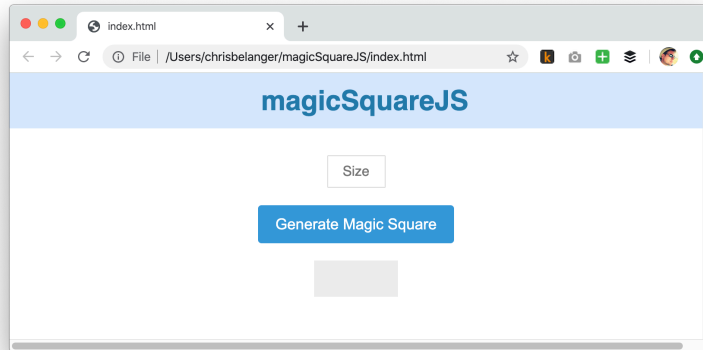 index.html
File | /Users/chrisbelanger/magicSquareJS/index.html
k
magicSquareJS
Size
Generate Magic Square